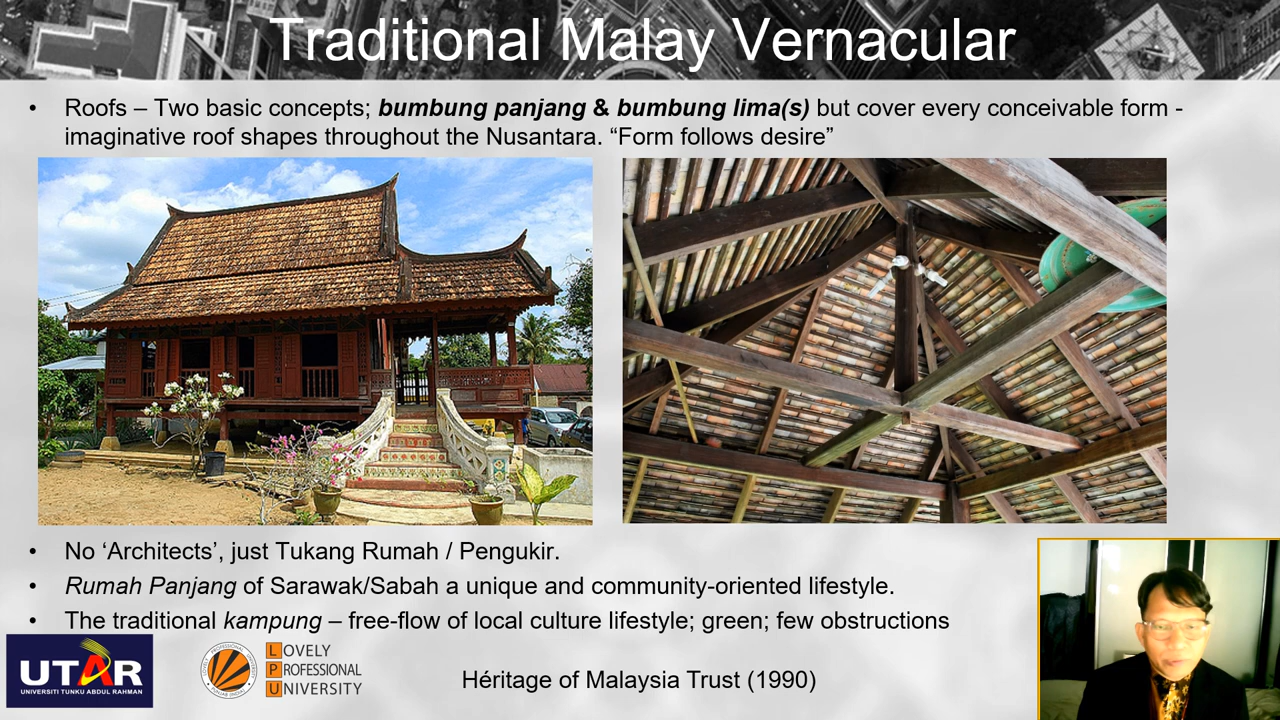 Traditional Malay Vernacular
• Roofs – Two basic concepts; bumbung panjang & bumbung lima(s) but cover every conceivable form -
imaginative roof shapes throughout the Nusantara. “Form follows desire”
• No ‘Architects’, just Tukang Rumah / Pengukir.
• Rumah Panjang of Sarawak/Sabah a unique and community-oriented lifestyle.
• The traditional kampung – free-flow of local culture lifestyle; green; few obstructions
UTAR
UNIVERSITI TUNKU ABDUL RAHMAN
LOVELY
PROFESSIONAL
UNIVERSITY
Héritage of Malaysia Trust (1990)